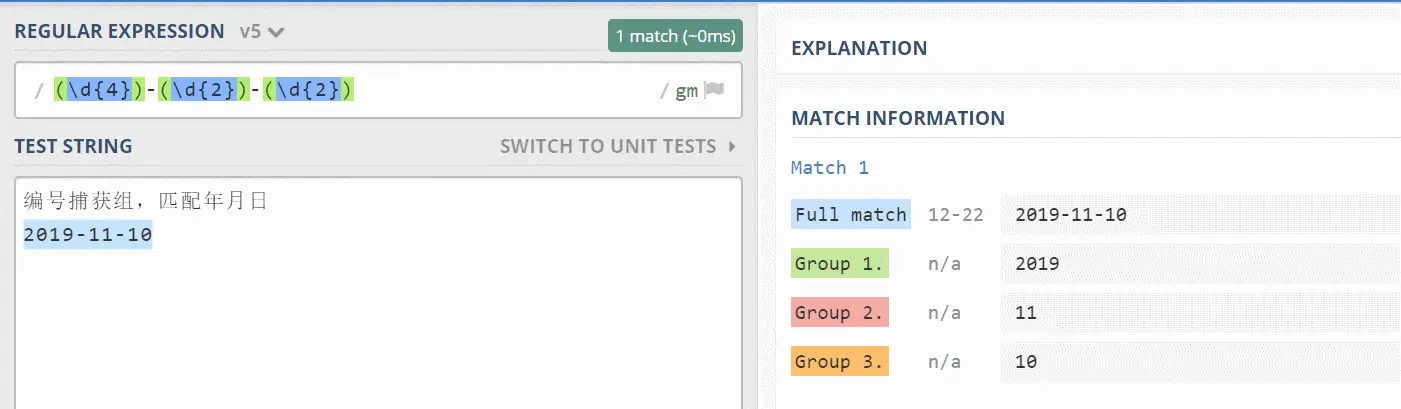 REGULAR EXPRESSION v5
1 match (~0ms)
/ (\d{4})-(\d{2})-(\d{2}) / gm
TEST STRING
SWITCH TO UNIT TESTS
编号捕获组，匹配年月日
2019-11-10
EXPLANATION
MATCH INFORMATION
Match 1
Full match 12-22 2019-11-10
Group 1. n/a 2019
Group 2. n/a 11
Group 3. n/a 10